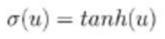 σ(u) = tanh(u)